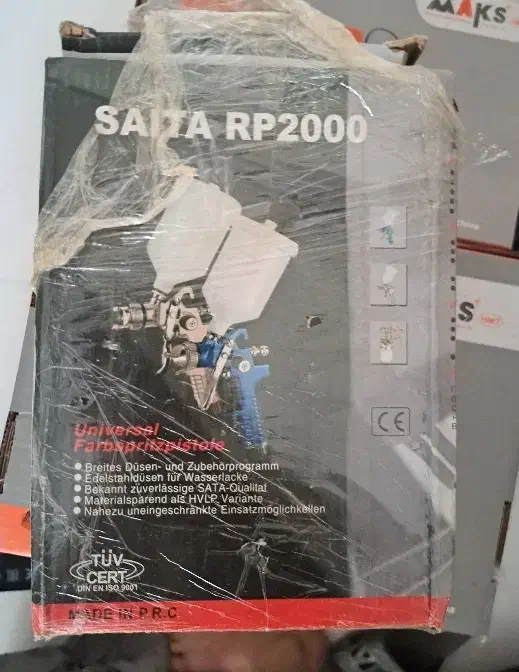 MAKS
SAITA RP2000
Universal
Farbspritzpistole
Breites Düsen- und Zubehörprogramm
Edelstahldüsen für Wasserlacke
Bekannt zuverlässige SATA-Qualität
Materialsparend als HVLP Variante
Nahezu uneingeschränkte Einsatzmöglichkeiten
CE
TÜV
CERT
DIN EN ISO 9001
MADE IN P.R.C